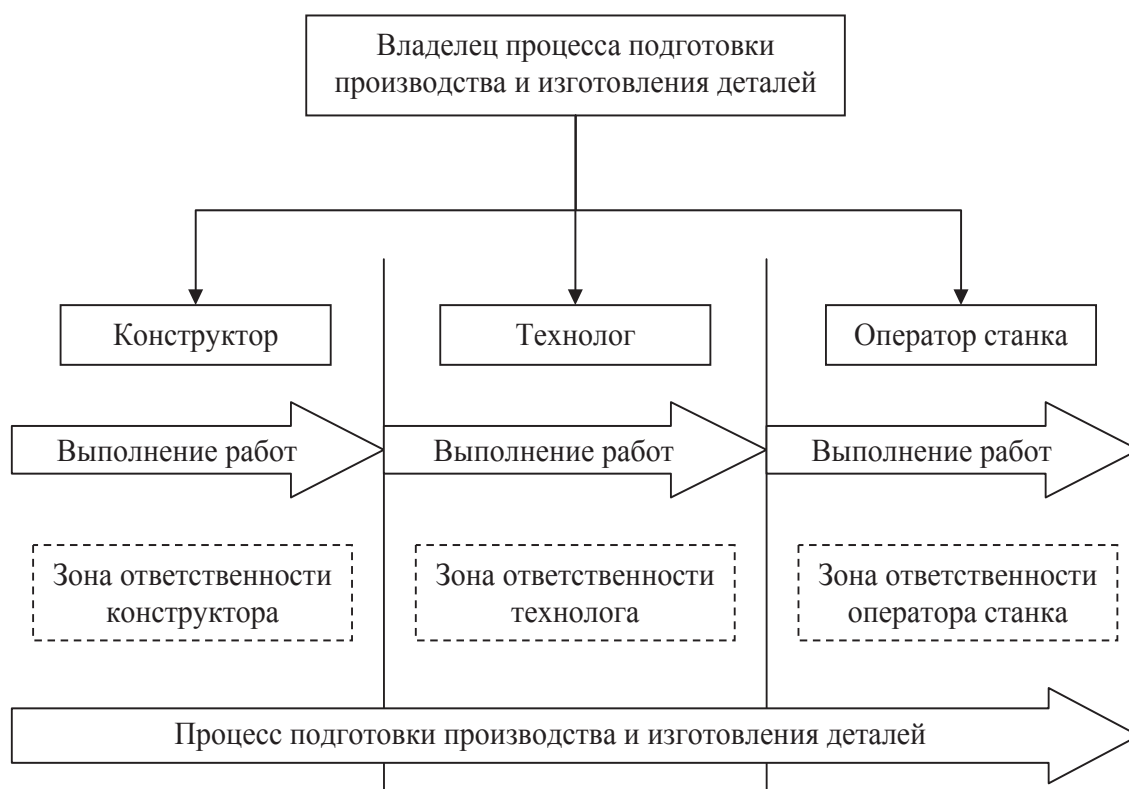 Владелец процесса подготовки
производства и изготовления деталей
Конструктор
Технолог
Оператор станка
Выполнение работ
Выполнение работ
Выполнение работ
Зона ответственности
конструктора
Зона ответственности
технолога
Зона ответственности
оператора станка
Процесс подготовки производства и изготовления деталей